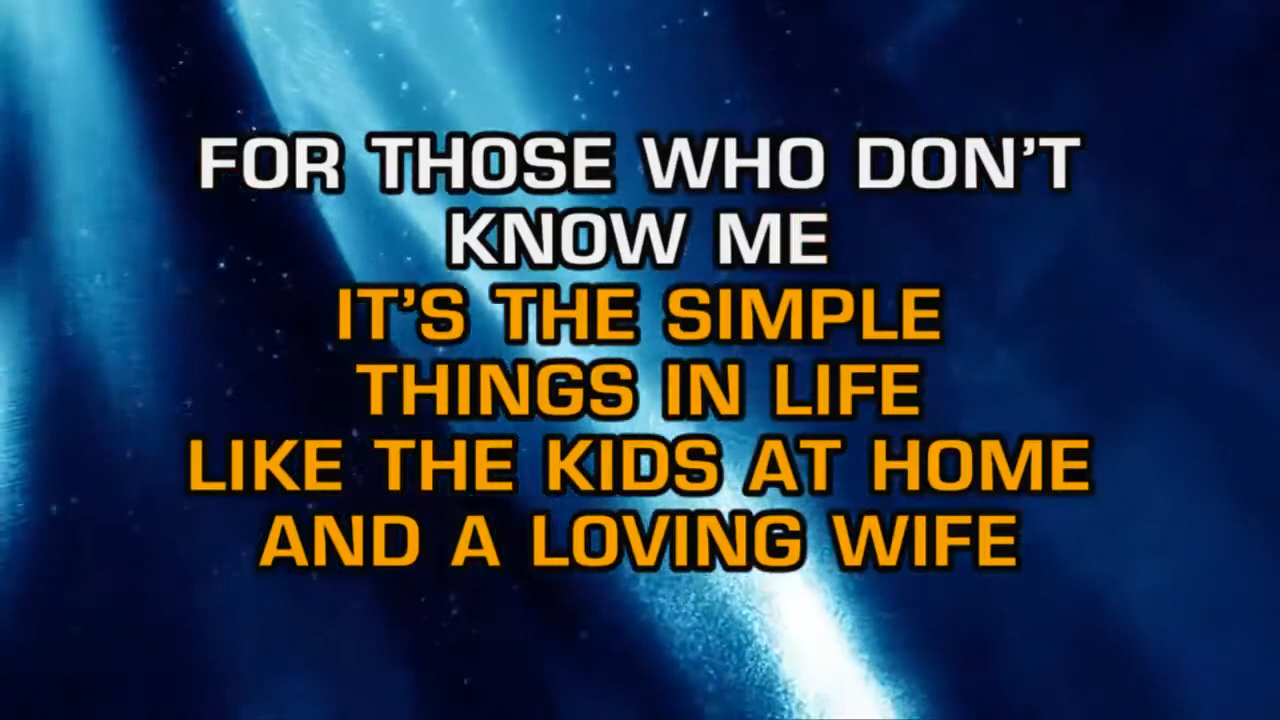 FOR THOSE WHO DON'T
KNOW ME
IT'S THE SIMPLE
THINGS IN LIFE
LIKE THE KIDS AT HOME
AND A LOVING WIFE